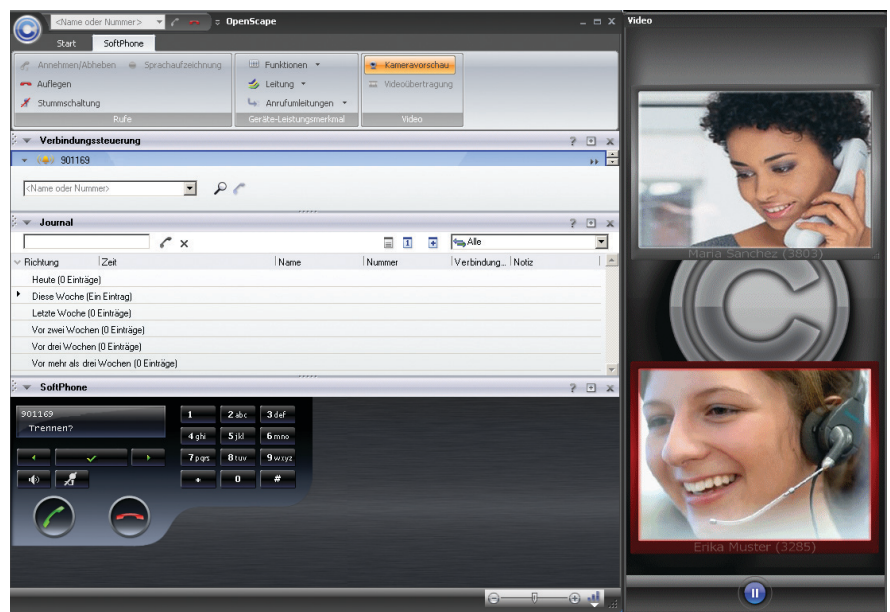 <Name oder Nummer>
OpenScape
Start SoftPhone
Annehmen/Abheben Sprachaufzeichnung
Auflegen
Stummschaltung
Rufe
Funktionen
Leitung
Anrufumleitungen
Geräte-Leistungsmerkmal
Kameravorschau
Videoübertragung
Video
Verbindungssteuerung
901169
<Name oder Nummer>
Journal
Alle
Richtung Zeit Name Nummer Verbindung... Notiz
Heute (0 Einträge)
Diese Woche (Ein Eintrag)
Letzte Woche (0 Einträge)
Vor zwei Wochen (0 Einträge)
Vor drei Wochen (0 Einträge)
Vor mehr als drei Wochen (0 Einträge)
SoftPhone
901169
Trennen?
1 2 abc 3 def
4 ghi 5 jkl 6 mno
7 pqrs 8 tuv 9 wxyz
* 0 #
Video
Maria Sanchez (3803)
Erika Muster (3285)